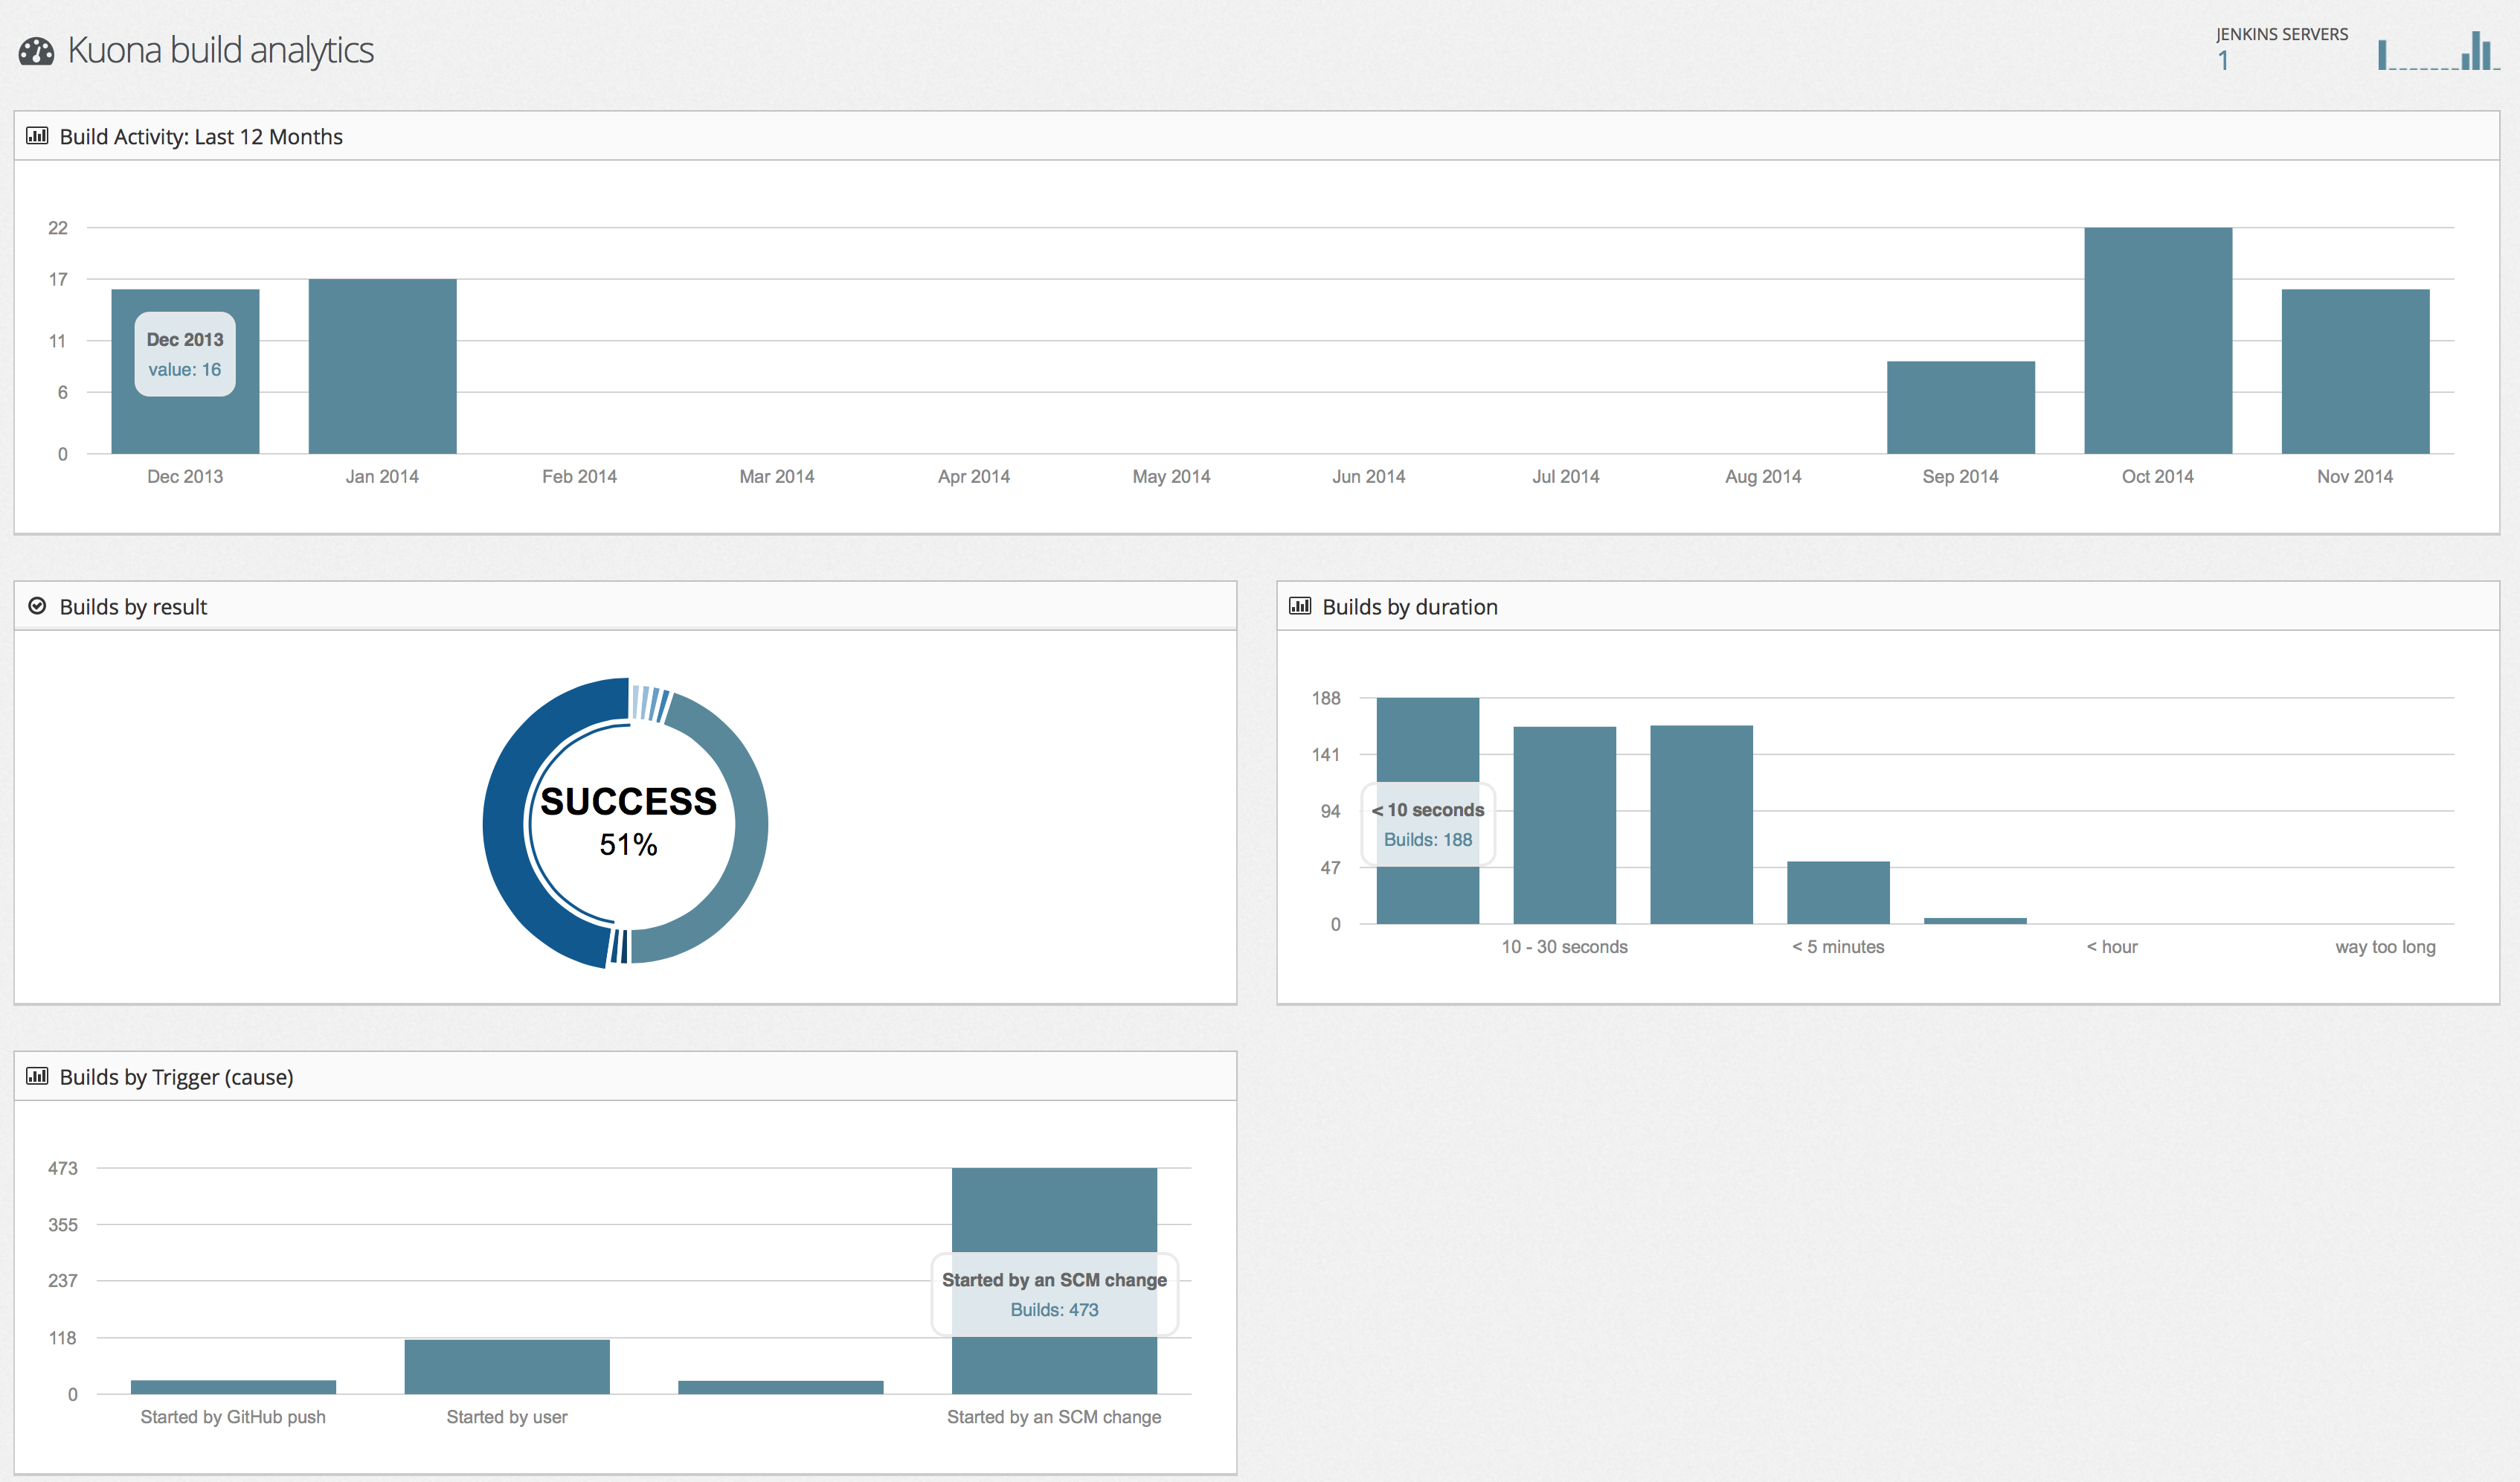 Kuona build analytics
JENKINS SERVERS
1
Build Activity: Last 12 Months
22
17
11
6
0
Dec 2013
value: 16
Dec 2013
Jan 2014
Feb 2014
Mar 2014
Apr 2014
May 2014
Jun 2014
Jul 2014
Aug 2014
Sep 2014
Oct 2014
Nov 2014
Builds by result
SUCCESS
51%
Builds by duration
188
141
94
47
0
< 10 seconds
Builds: 188
10 - 30 seconds
< 5 minutes
< hour
way too long
Builds by Trigger (cause)
473
355
237
118
0
Started by an SCM change
Builds: 473
Started by GitHub push
Started by user
Started by an SCM change